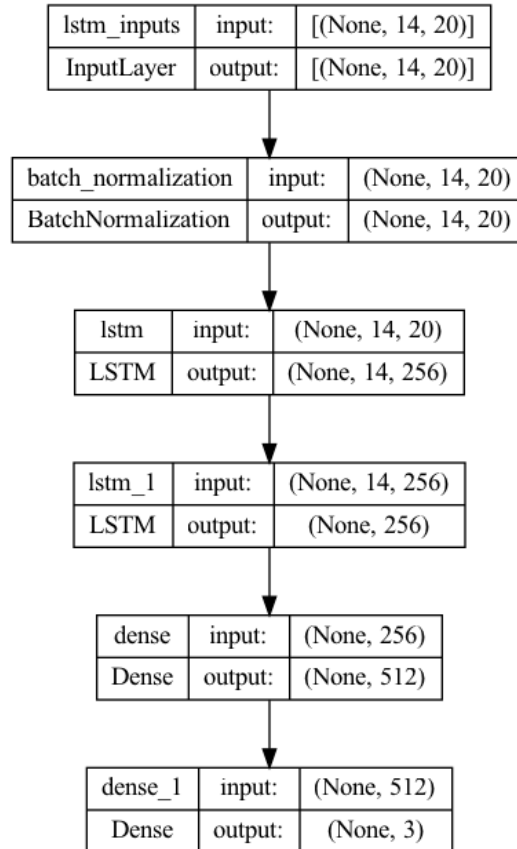 lstm_inputs input: [(None, 14, 20)]
InputLayer output: [(None, 14, 20)]
batch_normalization input: (None, 14, 20)
BatchNormalization output: (None, 14, 20)
lstm input: (None, 14, 20)
LSTM output: (None, 14, 256)
lstm_1 input: (None, 14, 256)
LSTM output: (None, 256)
dense input: (None, 256)
Dense output: (None, 512)
dense_1 input: (None, 512)
Dense output: (None, 3)